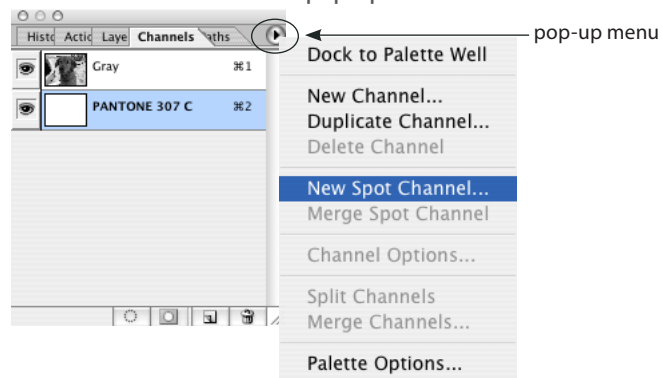 Histo Actic Laye Channels aths
pop-up menu
Gray ⌘1
PANTONE 307 C ⌘2
Dock to Palette Well
New Channel...
Duplicate Channel...
Delete Channel
New Spot Channel...
Merge Spot Channel
Channel Options...
Split Channels
Merge Channels...
Palette Options...